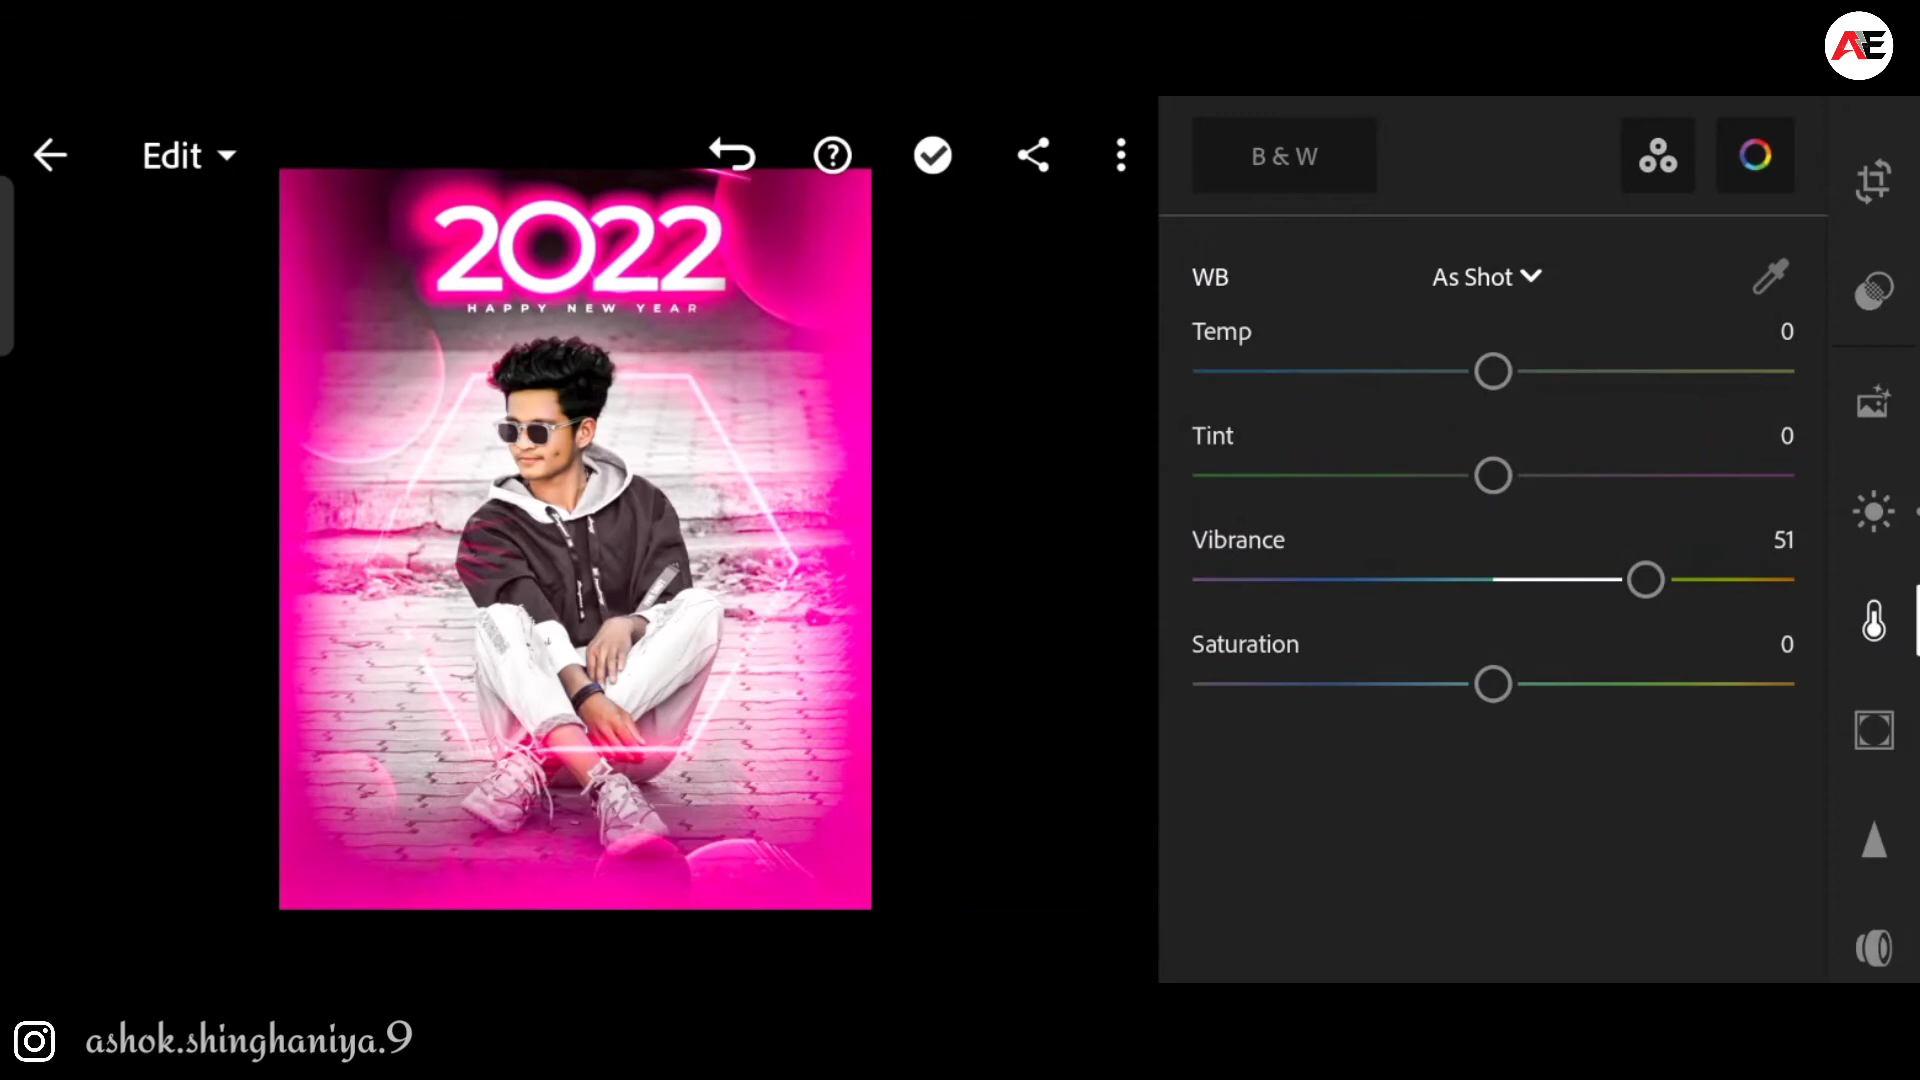 AE
Edit
B & W
2022
HAPPY NEW YEAR
WB As Shot
Temp 0
Tint 0
Vibrance 51
Saturation 0
ashok.shinghaniya.9